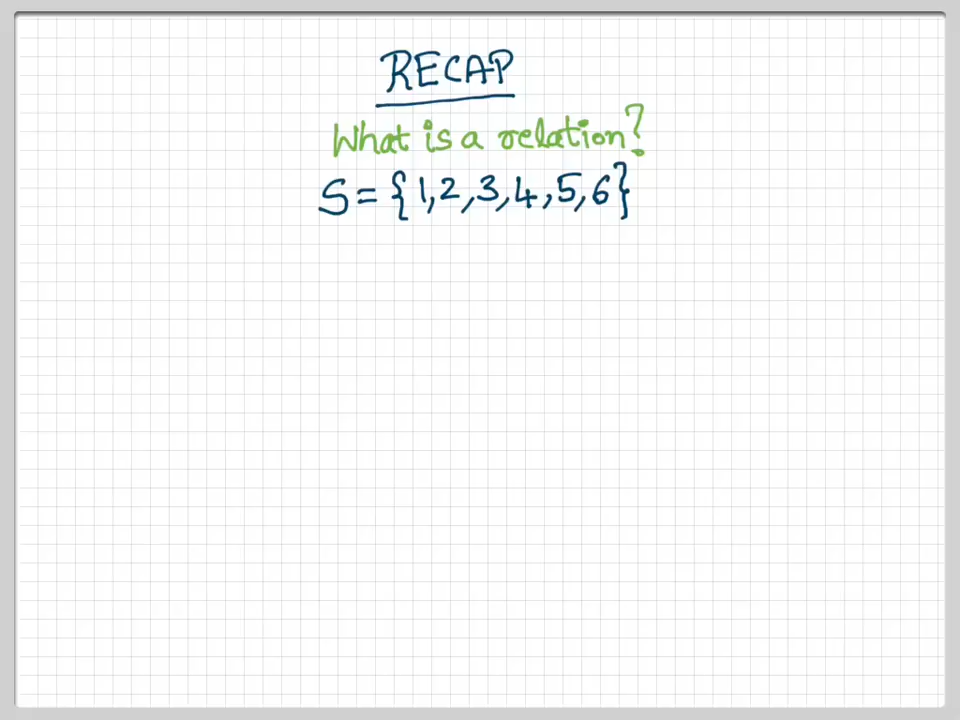 RECAP
What is a relation?
S = {1,2,3,4,5,6}